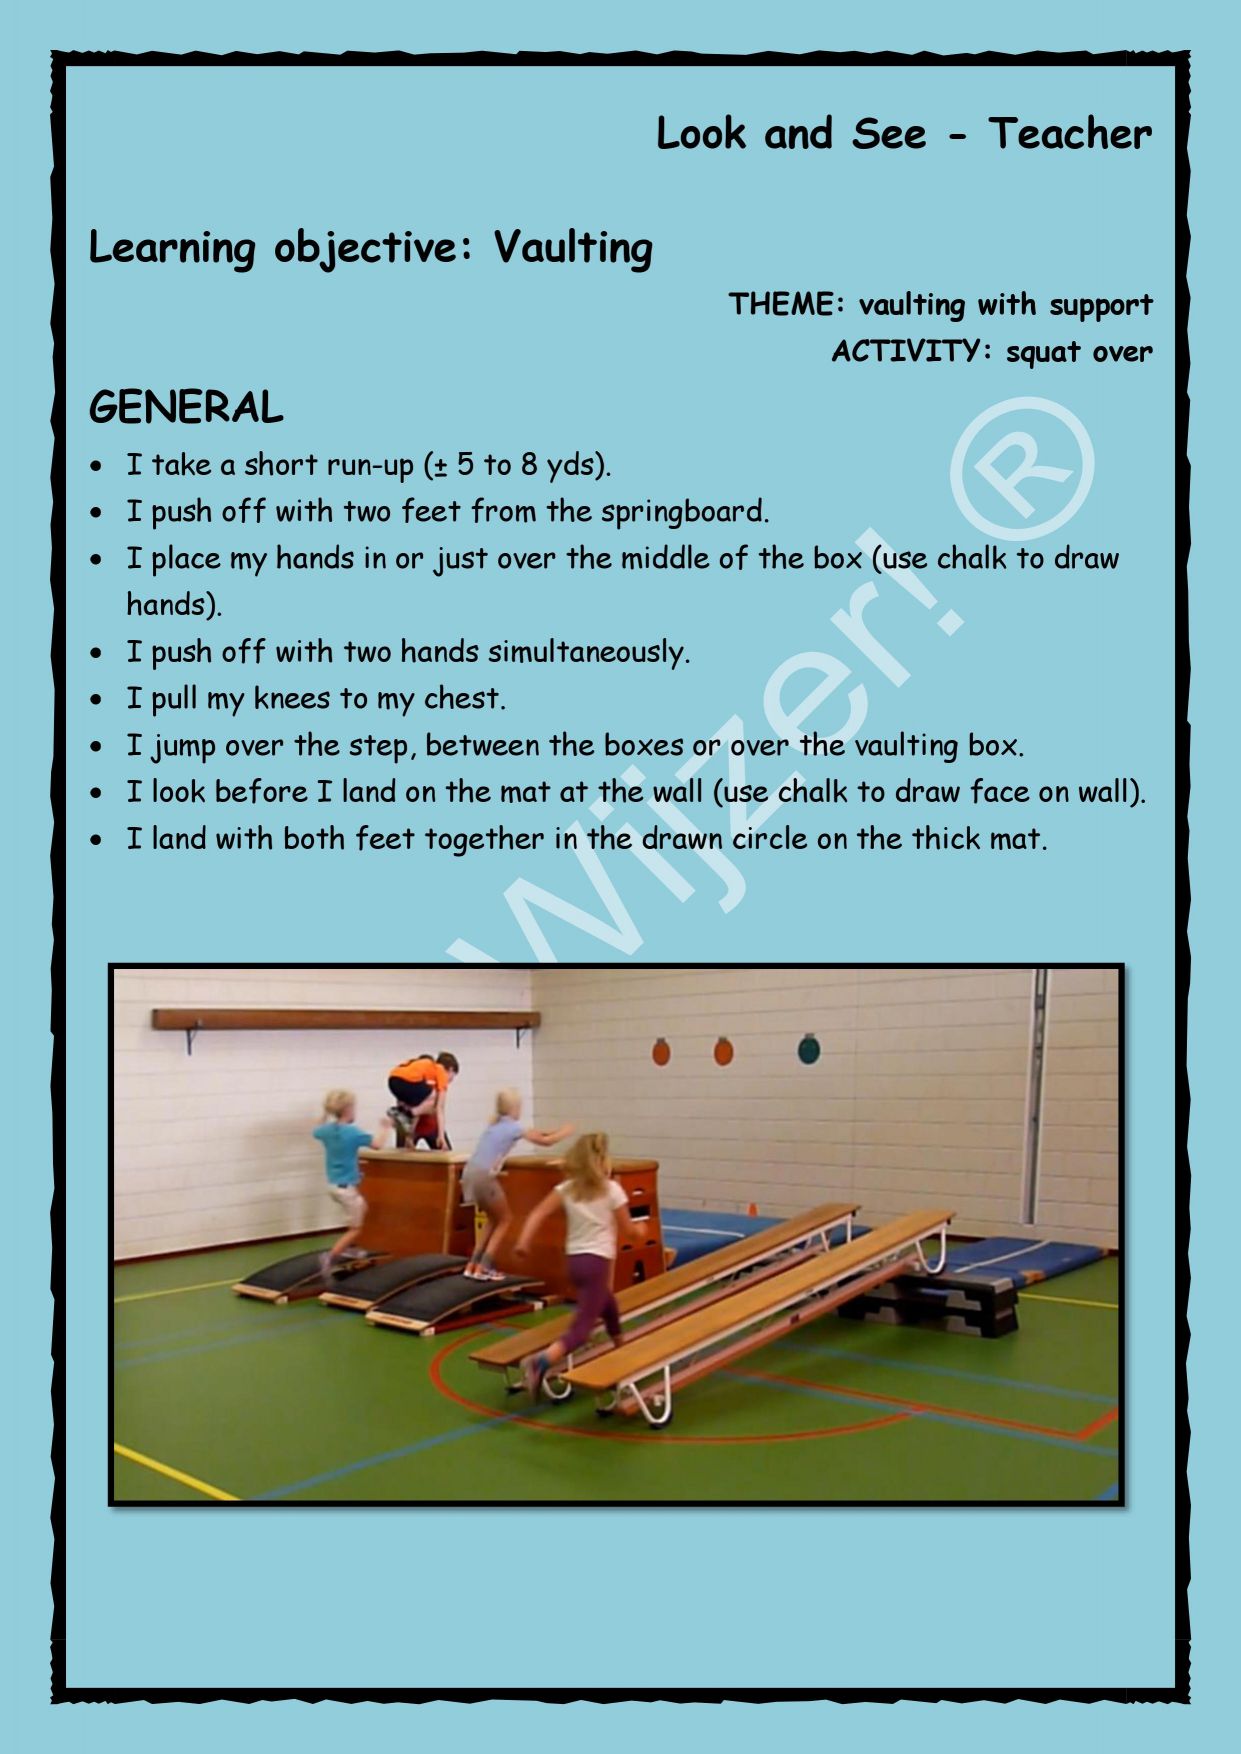 Look and See - Teacher
Learning objective: Vaulting
THEME: vaulting with support
ACTIVITY: squat over
GENERAL
• I take a short run-up (± 5 to 8 yds).
• I push off with two feet from the springboard.
• I place my hands in or just over the middle of the box (use chalk to draw
hands).
• I push off with two hands simultaneously.
• I pull my knees to my chest.
• I jump over the step, between the boxes or over the vaulting box.
• I look before I land on the mat at the wall (use chalk to draw face on wall).
• I land with both feet together in the drawn circle on the thick mat.
Wijzer! ®